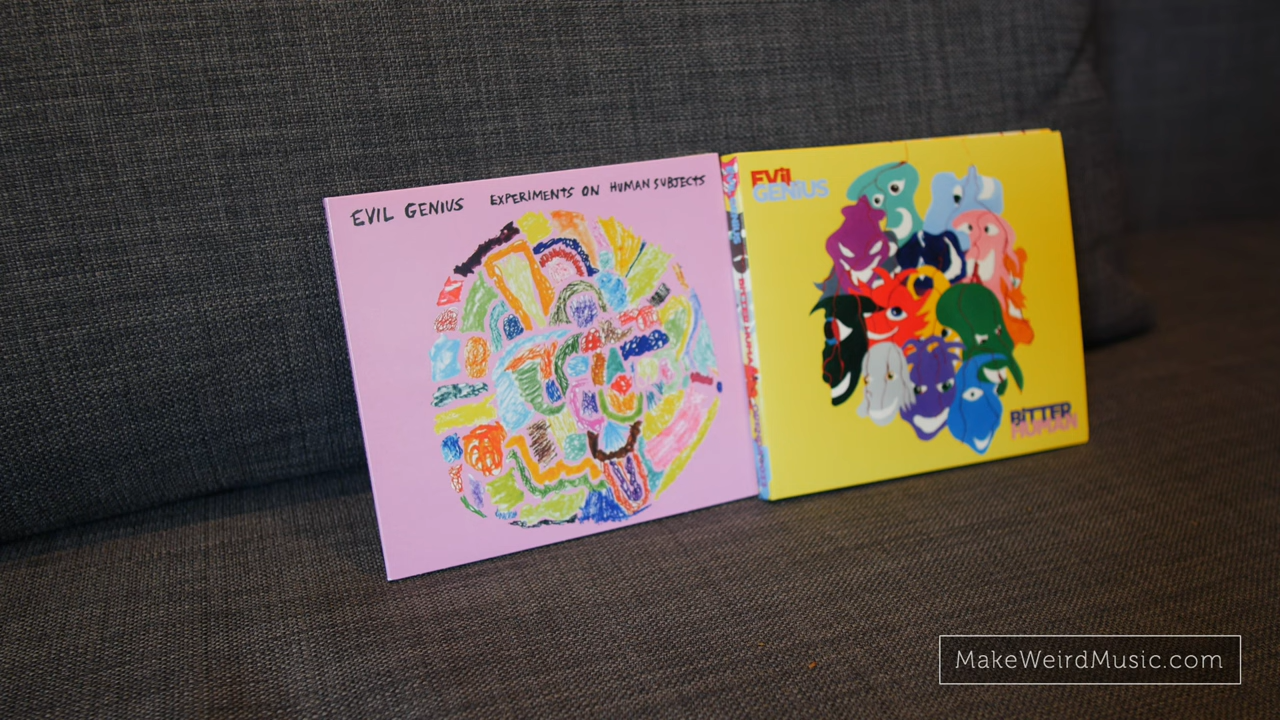 EVIL GENIUS EXPERIMENTS ON HUMAN SUBJECTS
EViL
GENIUS
BiTTER
HUMAN
MakeWeirdMusic.com